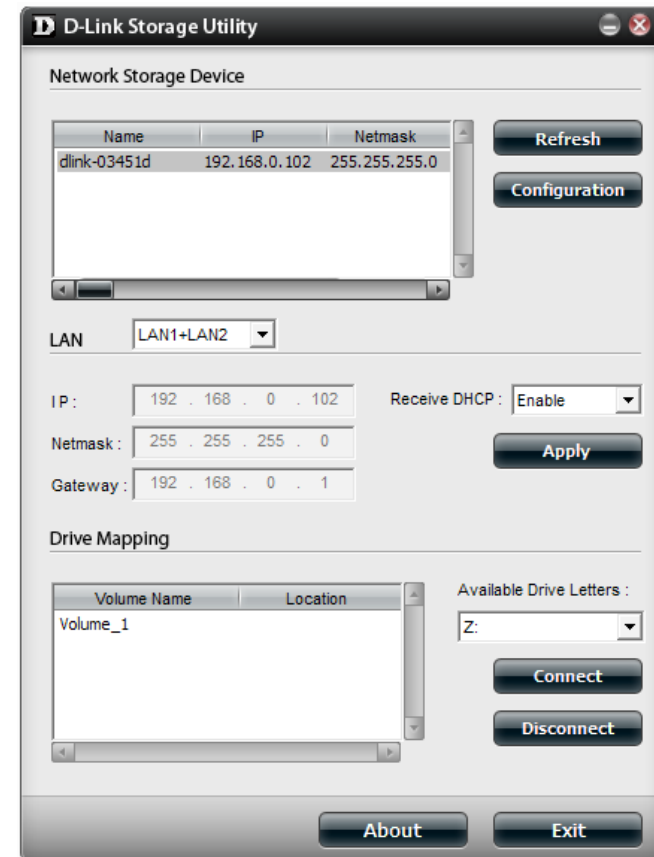 D D-Link Storage Utility
Network Storage Device
Name IP Netmask
dlink-03451d 192.168.0.102 255.255.255.0
Refresh
Configuration
LAN LAN1+LAN2
IP : 192 . 168 . 0 . 102 Receive DHCP : Enable
Netmask : 255 . 255 . 255 . 0
Apply
Gateway : 192 . 168 . 0 . 1
Drive Mapping
Volume Name Location
Volume_1
Available Drive Letters :
Z:
Connect
Disconnect
About Exit